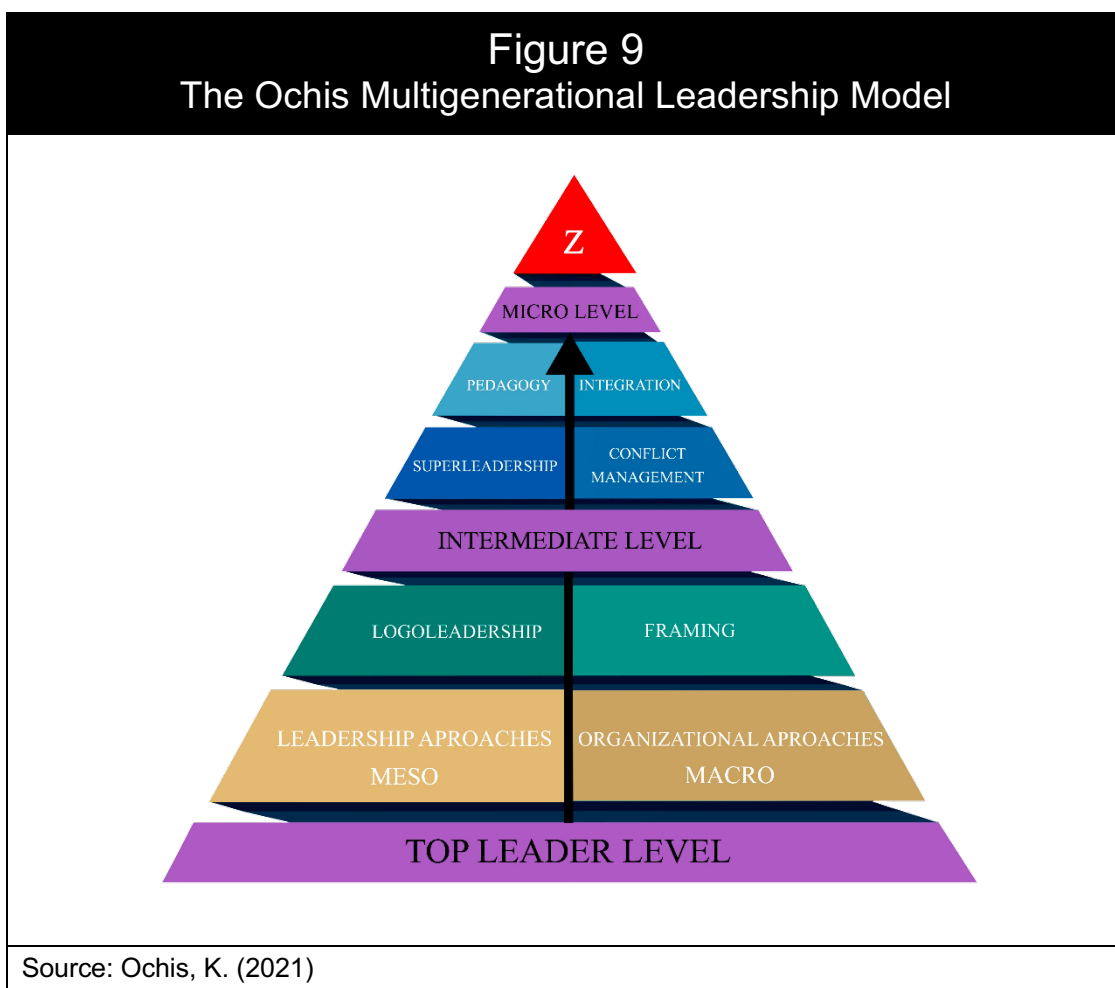 Figure 9
The Ochis Multigenerational Leadership Model
Z
MICRO LEVEL
PEDAGOGY
INTEGRATION
SUPERLEADERSHIP
CONFLICT
MANAGEMENT
INTERMEDIATE LEVEL
LOGOLEADERSHIP
FRAMING
LEADERSHIP APROACHES
MESO
ORGANIZATIONAL APROACHES
MACRO
TOP LEADER LEVEL
Source: Ochis, K. (2021)